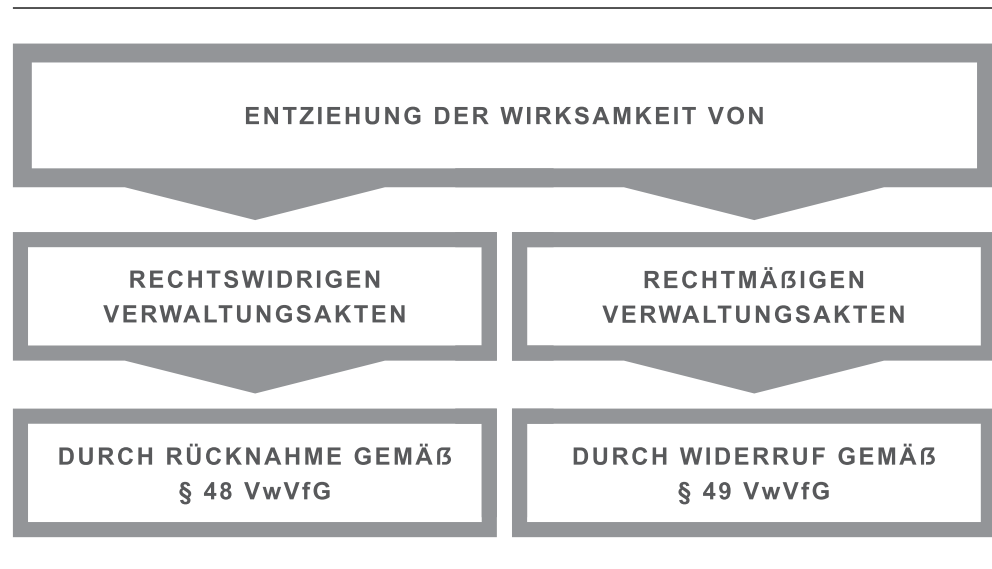 ENTZIEHUNG DER WIRKSAMKEIT VON
RECHTSWIDRIGEN
VERWALTUNGSAKTEN
RECHTMÄßIGEN
VERWALTUNGSAKTEN
DURCH RÜCKNAHME GEMÄß
§ 48 VwVfG
DURCH WIDERRUF GEMÄß
§ 49 VwVfG